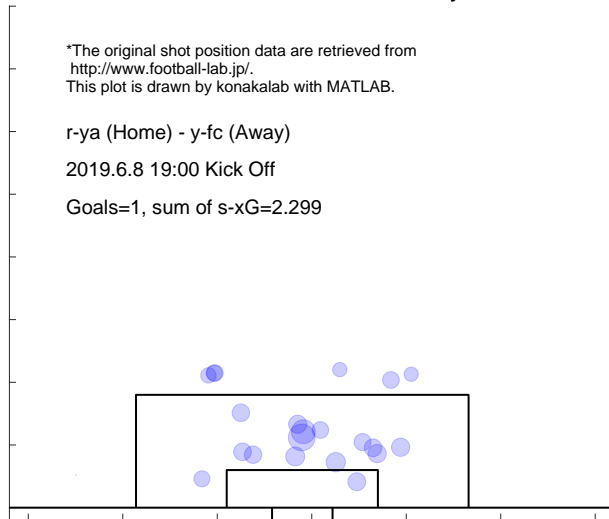 *The original shot position data are retrieved from
http://www.football-lab.jp/.
This plot is drawn by konakalab with MATLAB.
r-ya (Home) - y-fc (Away)
2019.6.8 19:00 Kick Off
Goals=1, sum of s-xG=2.299